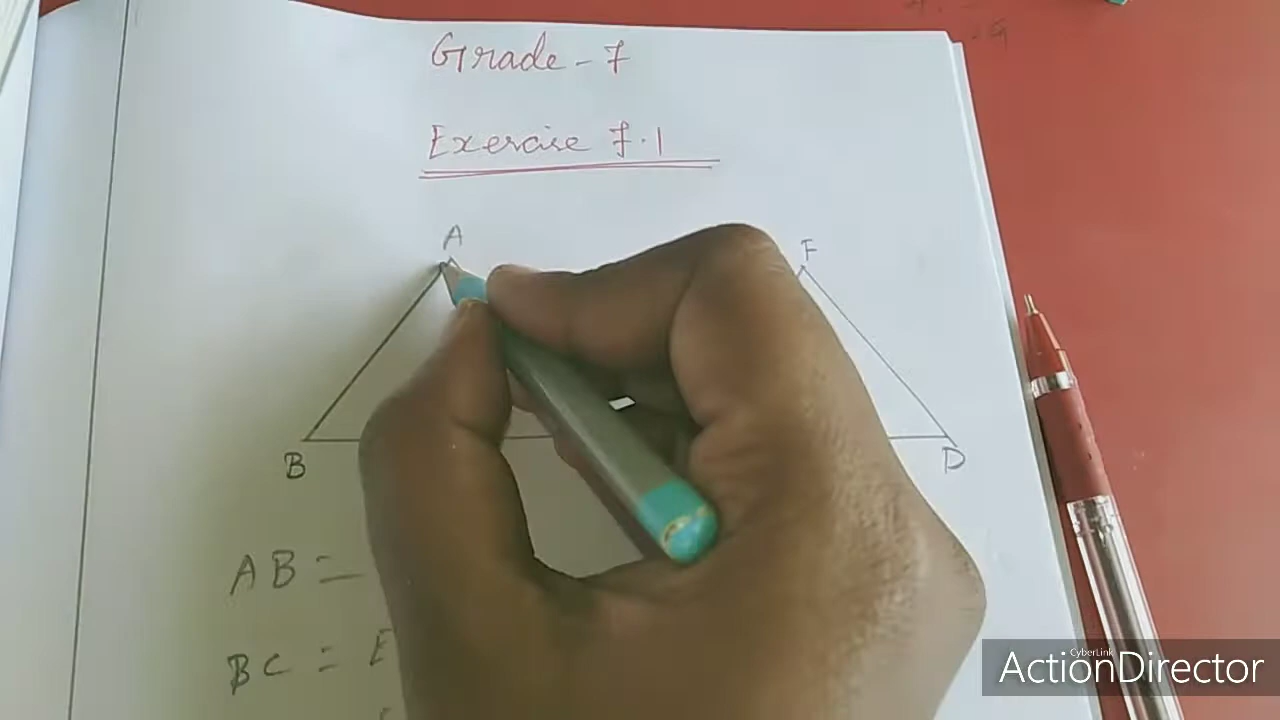 Grade - 7
Exercise 7.1
A
F
B
D
AB =
BC = E
CyberLink
ActionDirector